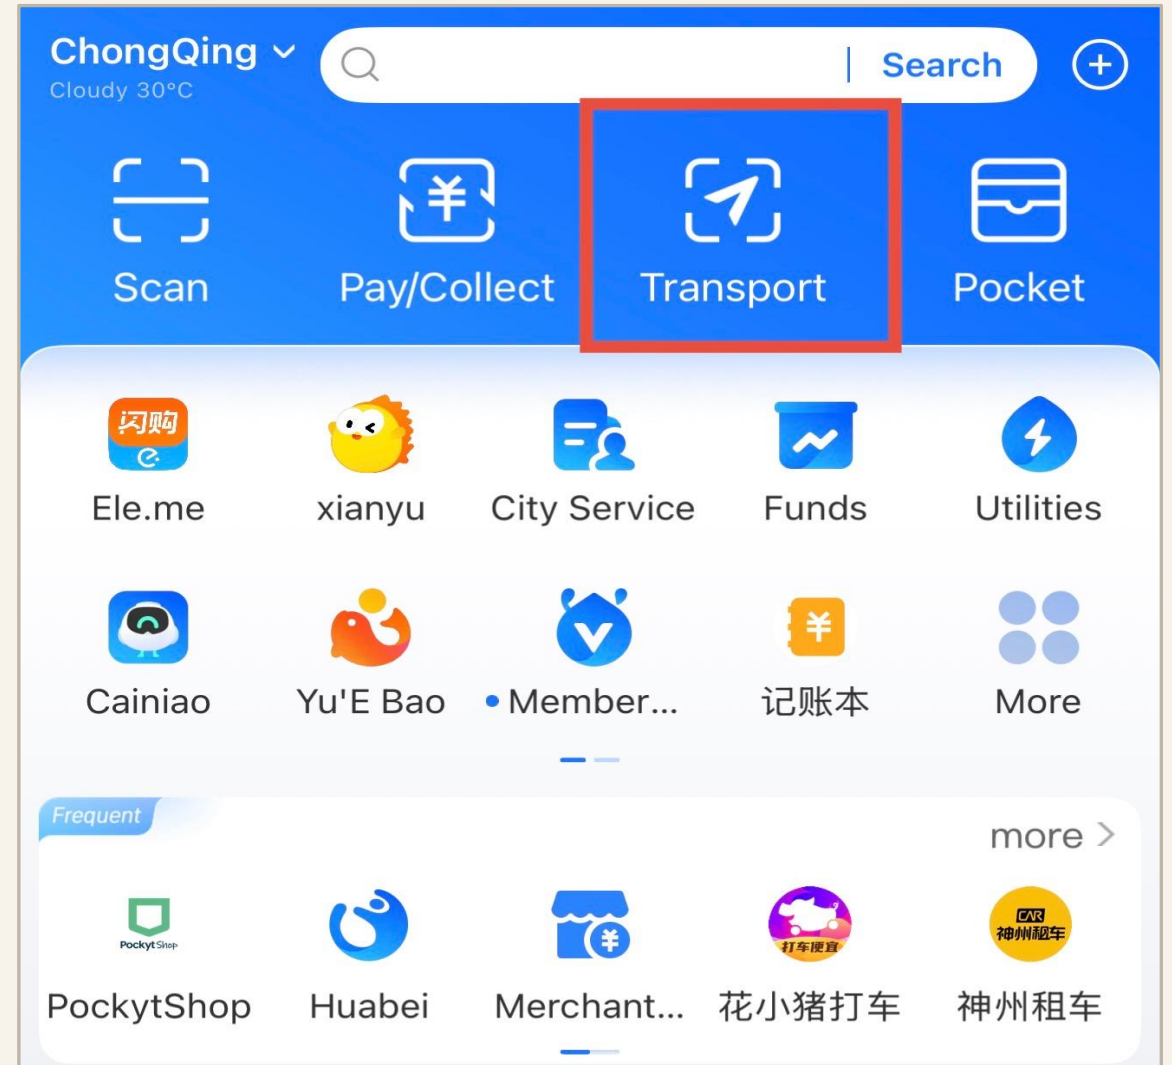 ChongQing
Search
Cloudy 30°C
Scan
Pay/Collect
Transport
Pocket
闪购
Ele.me
xianyu
City Service
Funds
Utilities
Cainiao
Yu'E Bao
Member...
记账本
More
Frequent
more
PockytShop
打车便宜
CAR
神州租车
PockytShop
Huabei
Merchant...
花小猪打车
神州租车